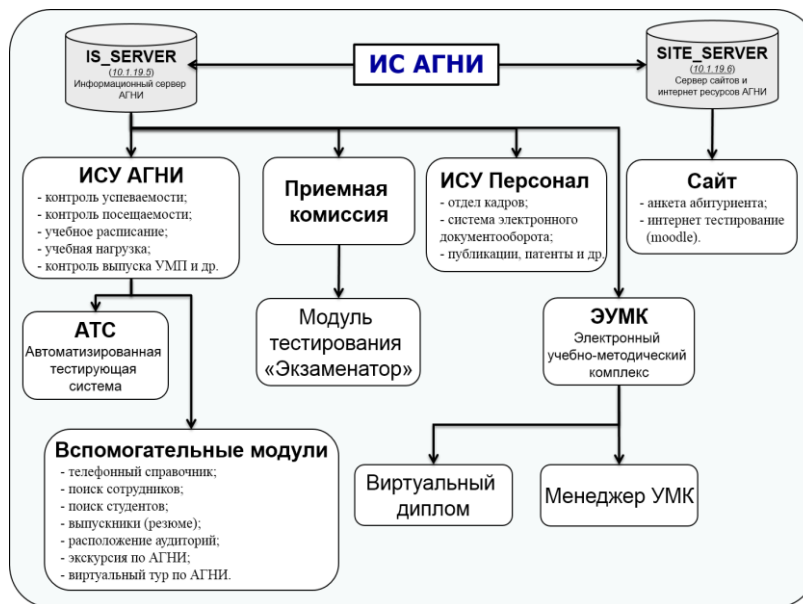 IS_SERVER
(10.1.19.5)
Информационный сервер
АГНИ
ИС АГНИ
SITE_SERVER
(10.1.19.6)
Сервер сайтов и
интернет ресурсов АГНИ
ИСУ АГНИ
- контроль успеваемости;
- контроль посещаемости;
- учебное расписание;
- учебная нагрузка;
- контроль выпуска УМП и др.
Приемная
комиссия
ИСУ Персонал
- отдел кадров;
- система электронного
документооборота;
- публикации, патенты и др.
Сайт
- анкета абитуриента;
- интернет тестирование
(moodle).
АТС
Автоматизированная
тестирующая
система
Модуль
тестирования
«Экзаменатор»
ЭУМК
Электронный
учебно-методический
комплекс
Вспомогательные модули
- телефонный справочник;
- поиск сотрудников;
- поиск студентов;
- выпускники (резюме);
- расположение аудиторий;
- экскурсия по АГНИ;
- виртуальный тур по АГНИ.
Виртуальный
диплом
Менеджер УМК